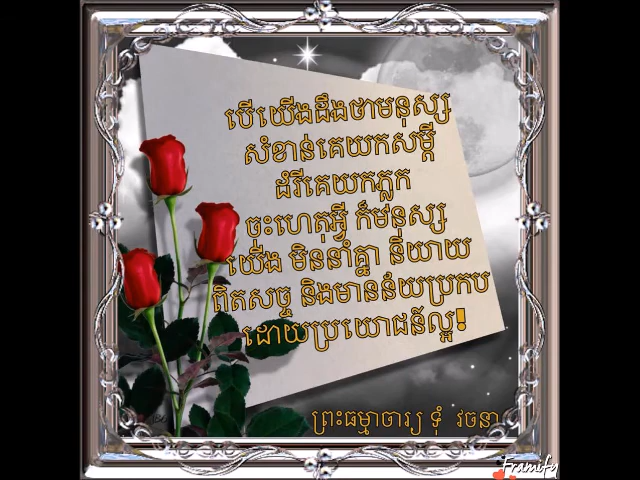 បើយើងដឹងថាមនុស្ស
សំខាន់គេយកសម្ដី
ដំរីគេយកភ្លុក
ចុះហេតុអ្វី ក៏មនុស្ស
យើង មិននាំគ្នា និយាយ
ពិតសច្ច និងមានន័យប្រកប
ដោយប្រយោជន៍ល្អ!
ព្រះធម្មាចារ្យ ទុំ វចនា
Framify